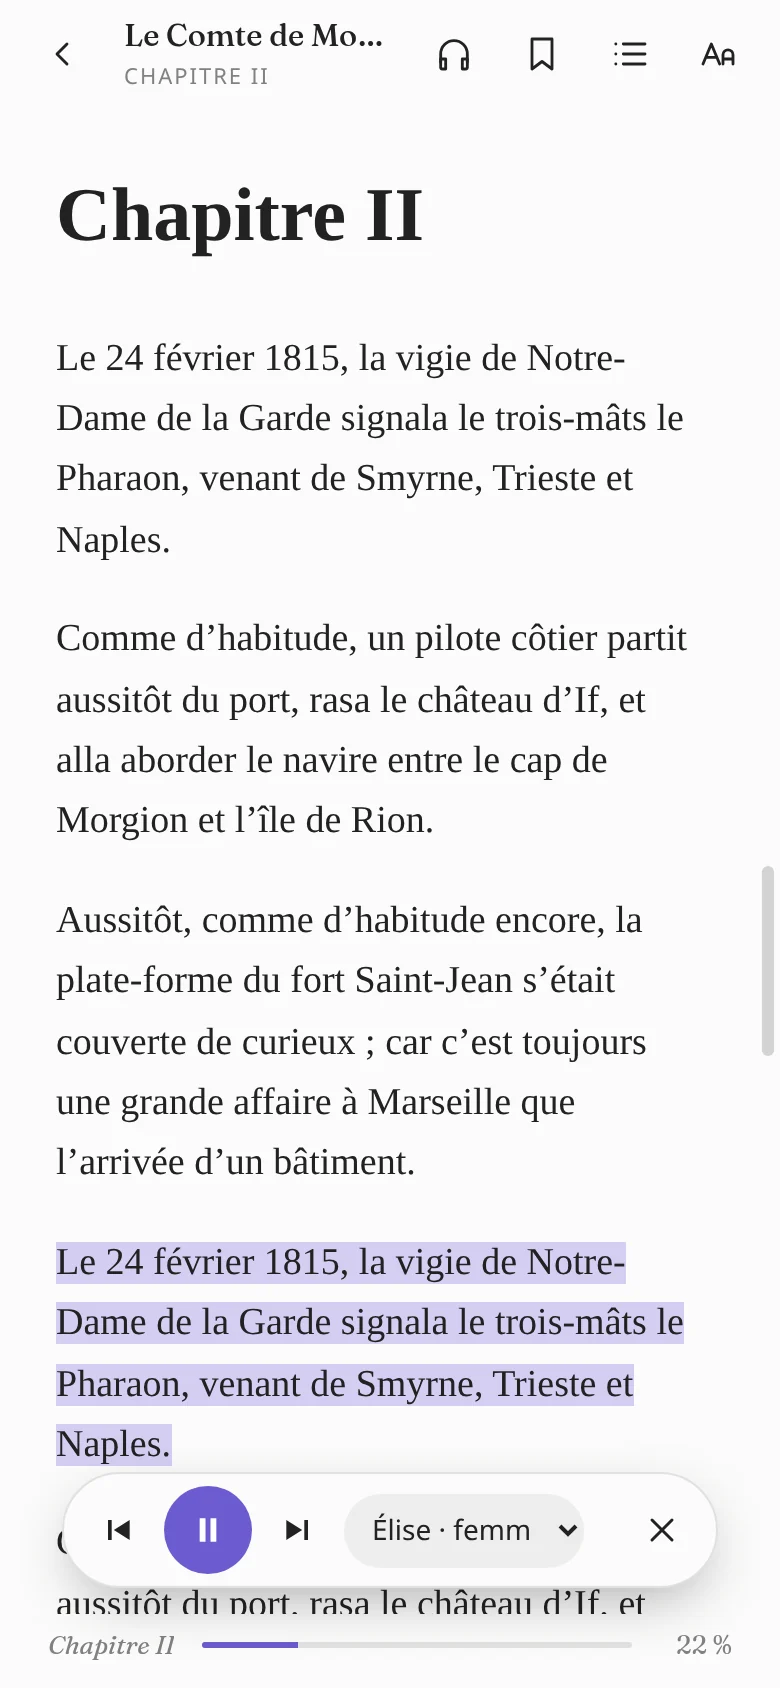 Le Comte de Mo...
CHAPITRE II
Chapitre II
Le 24 février 1815, la vigie de Notre-
Dame de la Garde signala le trois-mâts le
Pharaon, venant de Smyrne, Trieste et
Naples.
Comme d’habitude, un pilote côtier partit
aussitôt du port, rasa le château d’If, et
alla aborder le navire entre le cap de
Morgion et l’île de Rion.
Aussitôt, comme d’habitude encore, la
plate-forme du fort Saint-Jean s’était
couverte de curieux ; car c’est toujours
une grande affaire à Marseille que
l’arrivée d’un bâtiment.
Le 24 février 1815, la vigie de Notre-
Dame de la Garde signala le trois-mâts le
Pharaon, venant de Smyrne, Trieste et
Naples.
Élise · femm
aussitôt du port, rasa le château d’If, et
Chapitre II
22 %